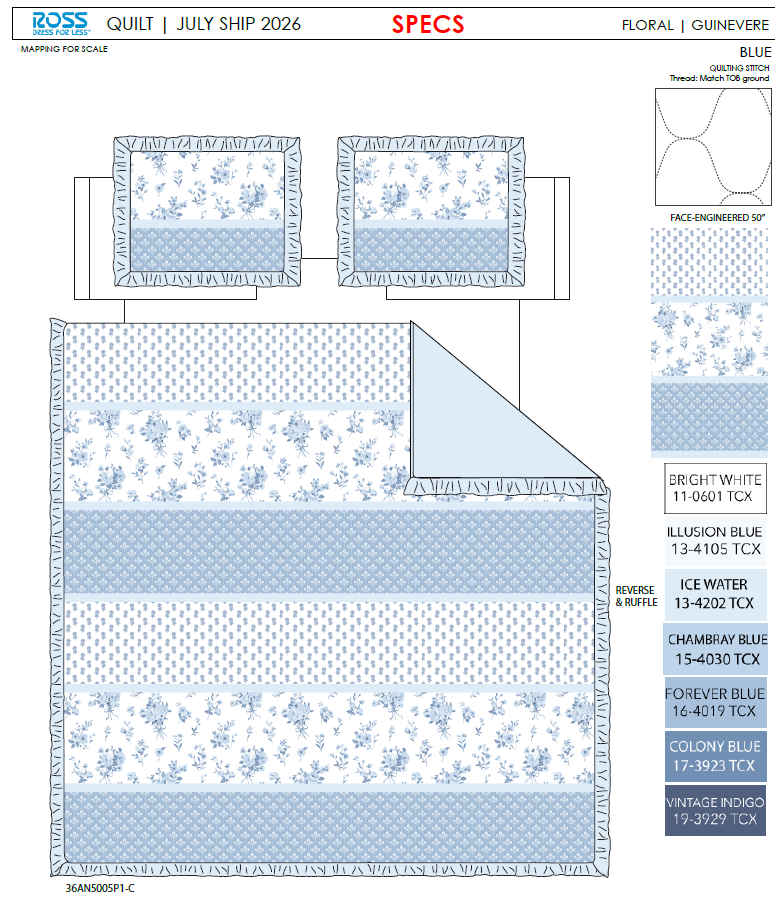 ROSS
DRESS FOR LESS
QUILT | JULY SHIP 2026
SPECS
FLORAL | GUINEVERE
MAPPING FOR SCALE
BLUE
QUILTING STITCH
Thread: Match TOB ground
FACE-ENGINEERED 50"
BRIGHT WHITE
11-0601 TCX
ILLUSION BLUE
13-4105 TCX
REVERSE
& RUFFLE
ICE WATER
13-4202 TCX
CHAMBRAY BLUE
15-4030 TCX
FOREVER BLUE
16-4019 TCX
COLONY BLUE
17-3923 TCX
VINTAGE INDIGO
19-3929 TCX
36AN5005P1-C